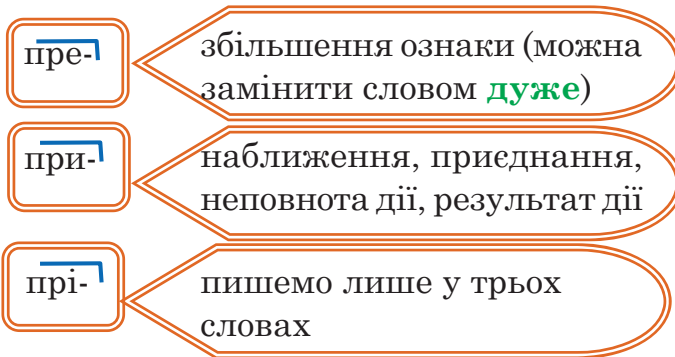 пре-
збільшення ознаки (можна
замінити словом дуже)
при-
наближення, приєднання,
неповнота дії, результат дії
прі-
пишемо лише у трьох
словах